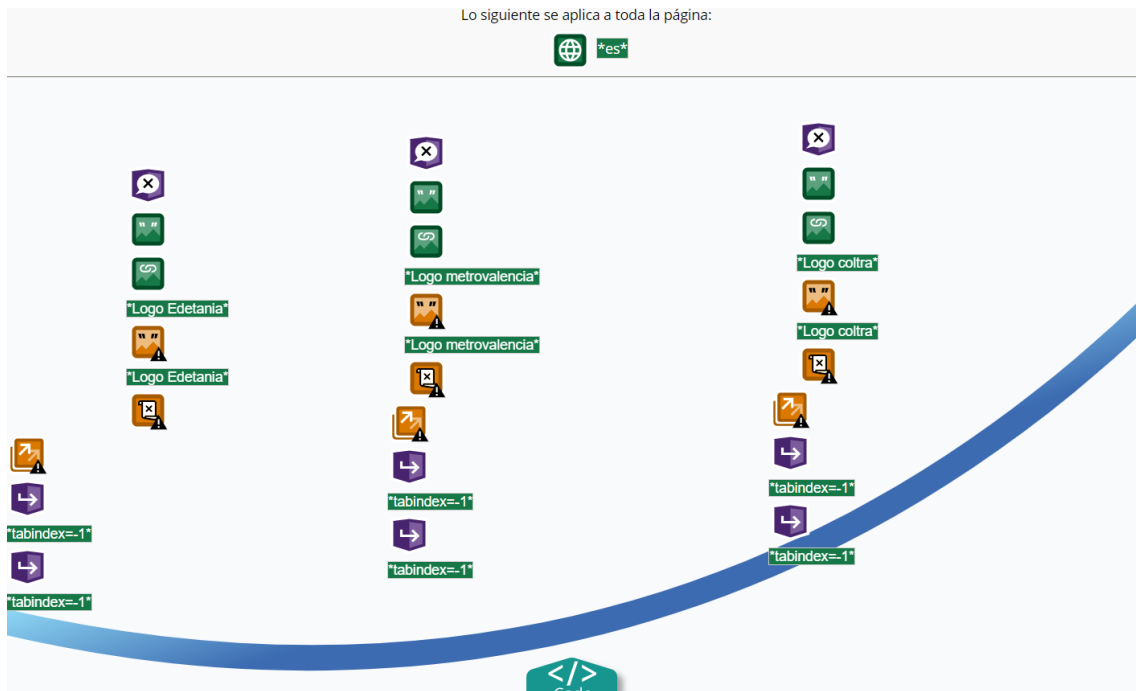 Lo siguiente se aplica a toda la página:
*es*
*Logo Edetania*
*Logo Edetania*
*tabindex=-1*
*tabindex=-1*
*Logo metrovalencia*
*Logo metrovalencia*
*tabindex=-1*
*tabindex=-1*
*Logo coltra*
*Logo coltra*
*tabindex=-1*
*tabindex=-1*